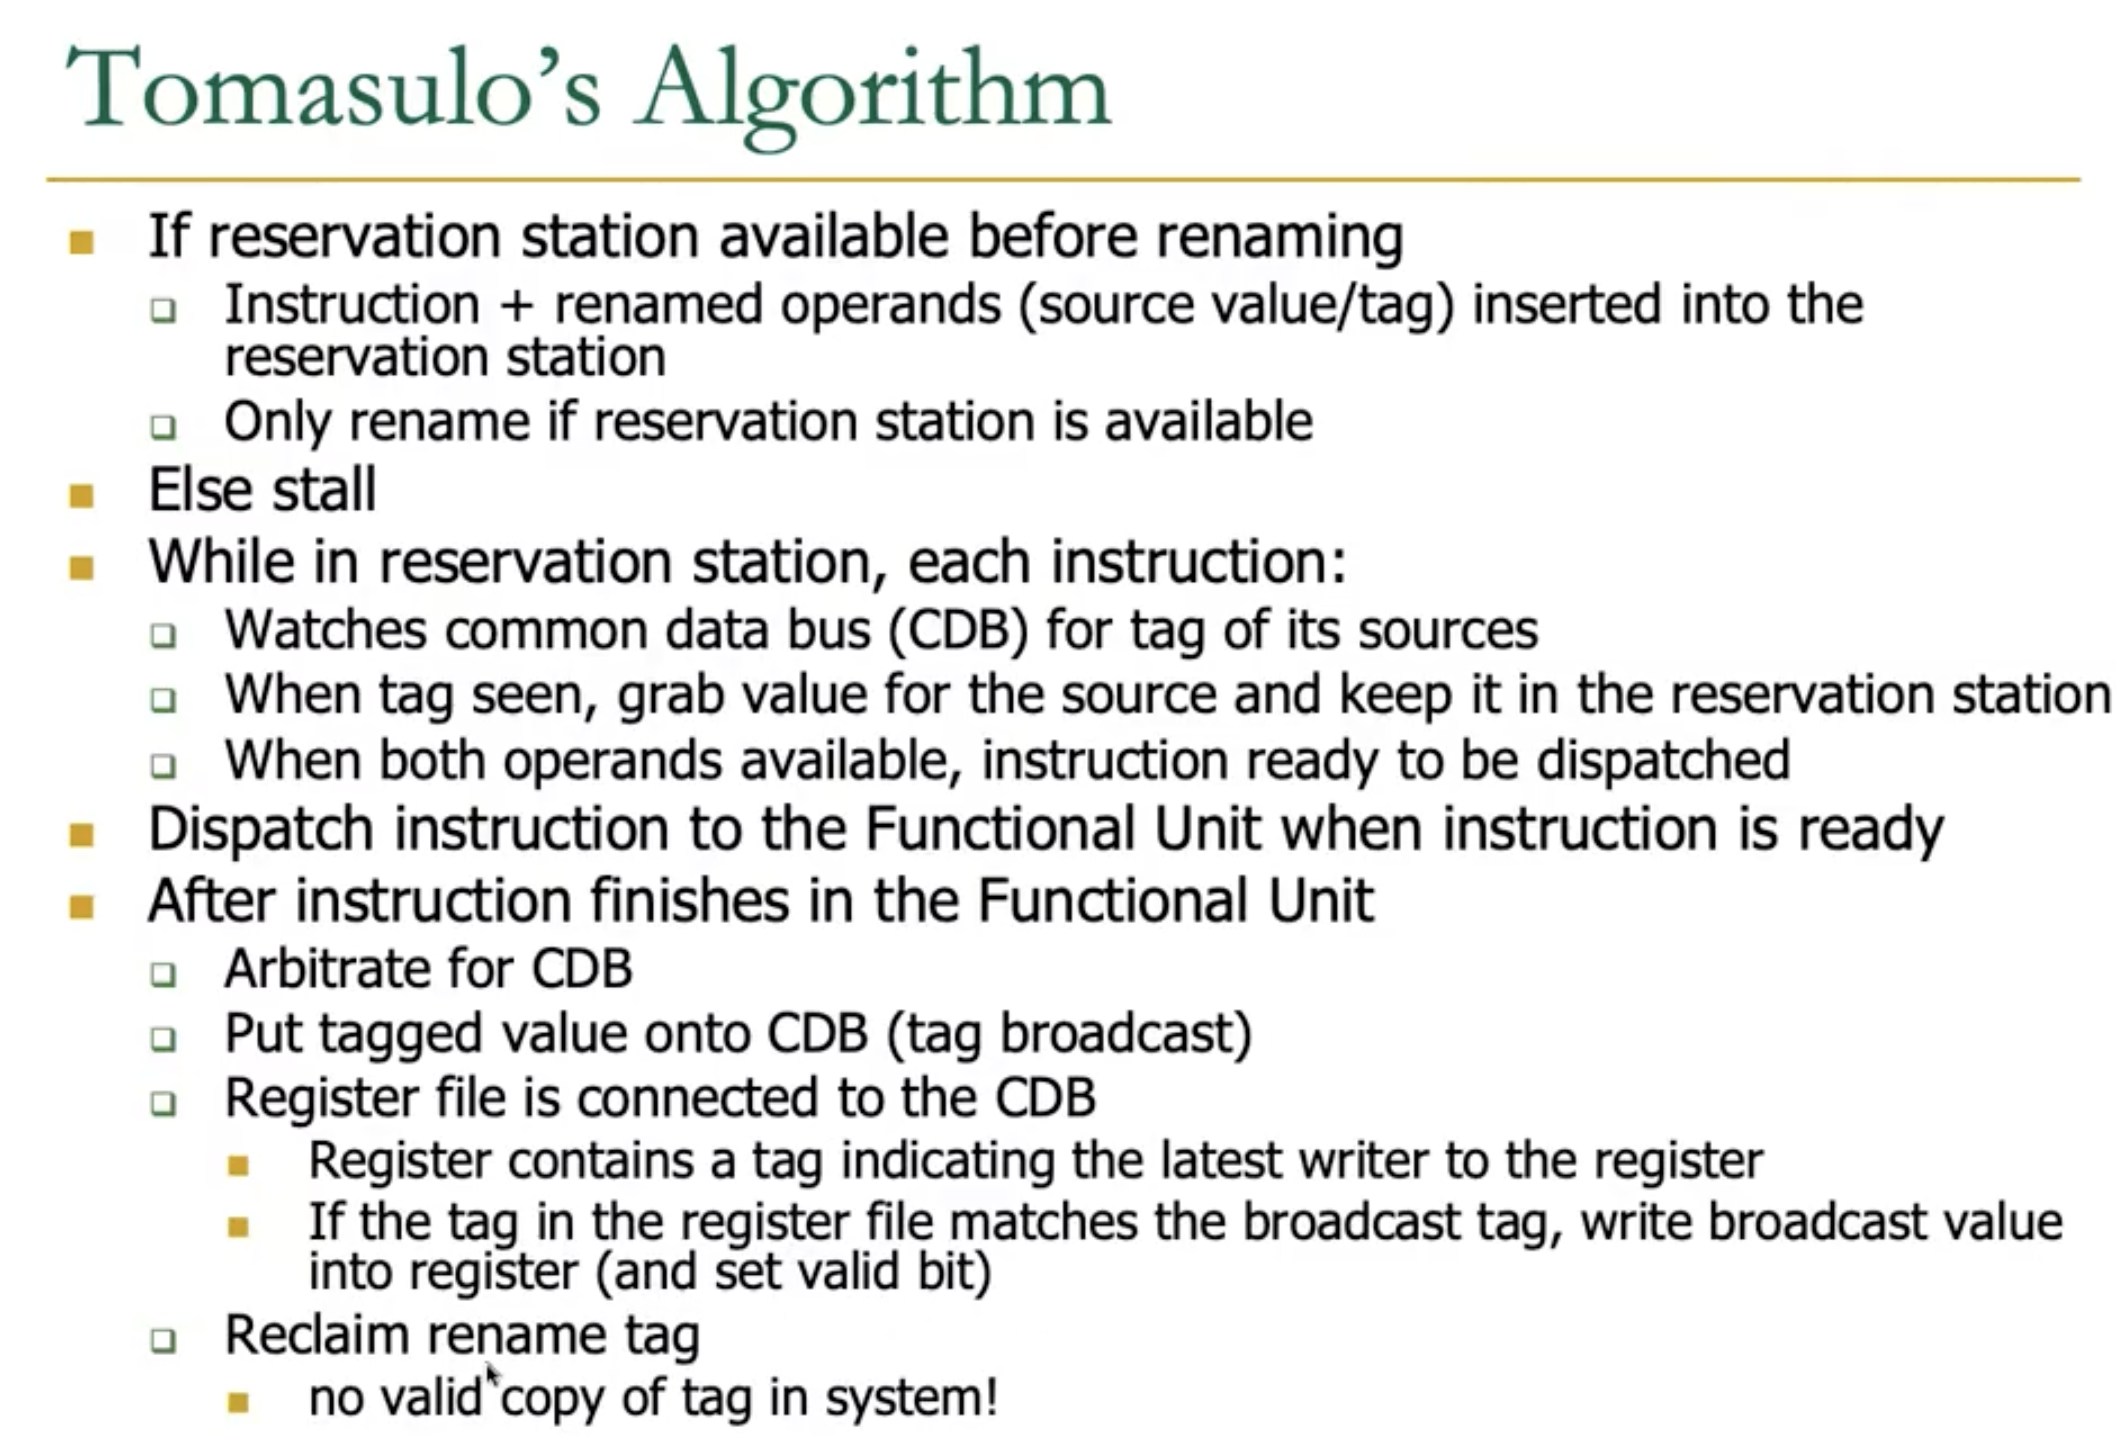 Tomasulo's Algorithm
If reservation station available before renaming
Instruction + renamed operands (source value/tag) inserted into the
reservation station
Only rename if reservation station is available
Else stall
While in reservation station, each instruction:
Watches common data bus (CDB) for tag of its sources
When tag seen, grab value for the source and keep it in the reservation station
When both operands available, instruction ready to be dispatched
Dispatch instruction to the Functional Unit when instruction is ready
After instruction finishes in the Functional Unit
Arbitrate for CDB
Put tagged value onto CDB (tag broadcast)
Register file is connected to the CDB
Register contains a tag indicating the latest writer to the register
If the tag in the register file matches the broadcast tag, write broadcast value
into register (and set valid bit)
Reclaim rename tag
no valid copy of tag in system!